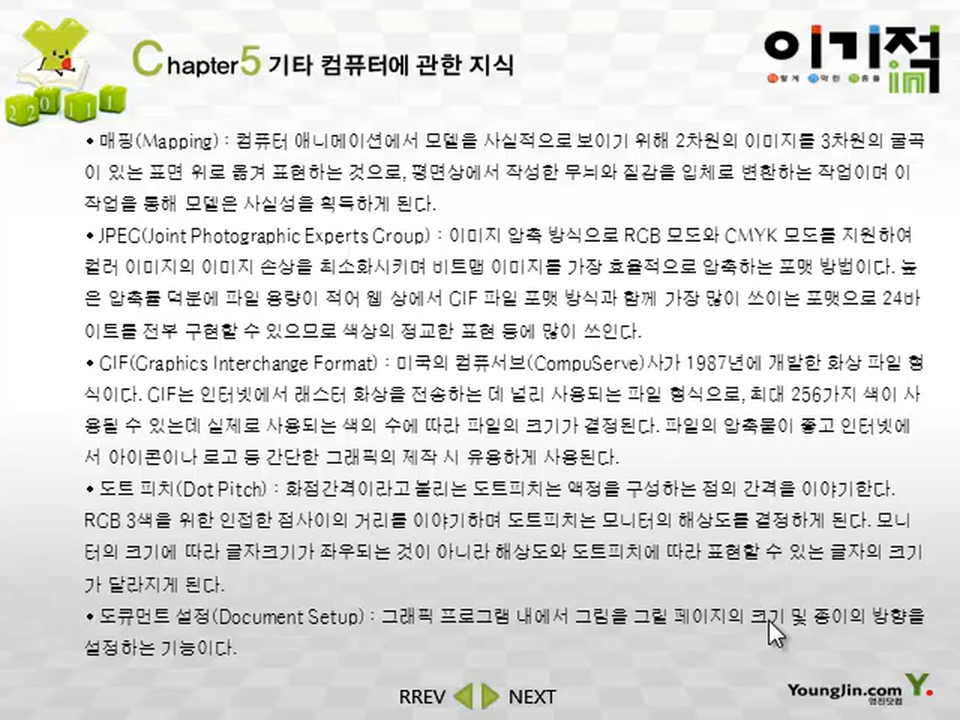 Chapter5 기타 컴퓨터에 관한 지식
이기적in
22011
• 매핑(Mapping) : 컴퓨터 애니메이션에서 모델을 사실적으로 보이기 위해 2차원의 이미지를 3차원의 굴곡
이 있는 표면 위로 옮겨 표현하는 것으로, 평면상에서 작성한 무늬와 질감을 입체로 변환하는 작업이며 이
작업을 통해 모델은 사실성을 획득하게 된다.
• JPEG(Joint Photographic Experts Group) : 이미지 압축 방식으로 RGB 모드와 CMYK 모드를 지원하여
컬러 이미지의 이미지 손상을 최소화시키며 비트맵 이미지를 가장 효율적으로 압축하는 포맷 방법이다. 높
은 압축률 덕분에 파일 용량이 적어 웹 상에서 GIF 파일 포맷 방식과 함께 가장 많이 쓰이는 포맷으로 24바
이트를 전부 구현할 수 있으므로 색상의 정교한 표현 등에 많이 쓰인다.
• GIF(Graphics Interchange Format) : 미국의 컴퓨서브(CompuServe)사가 1987년에 개발한 화상 파일 형
식이다. GIF는 인터넷에서 래스터 화상을 전송하는 데 널리 사용되는 파일 형식으로, 최대 256가지 색이 사
용될 수 있는데 실제로 사용되는 색의 수에 따라 파일의 크기가 결정된다. 파일의 압축율이 좋고 인터넷에
서 아이콘이나 로고 등 간단한 그래픽의 제작 시 유용하게 사용된다.
• 도트 피치(Dot Pitch) : 화점간격이라고 불리는 도트피치는 액정을 구성하는 점의 간격을 이야기한다.
RGB 3색을 위한 인접한 점사이의 거리를 이야기하며 도트피치는 모니터의 해상도를 결정하게 된다. 모니
터의 크기에 따라 글자크기가 좌우되는 것이 아니라 해상도와 도트피치에 따라 표현할 수 있는 글자의 크기
가 달라지게 된다.
• 도큐먼트 설정(Document Setup) : 그래픽 프로그램 내에서 그림을 그릴 페이지의 크기 및 종이의 방향을
설정하는 기능이다.
RREV NEXT
YoungJin.com Y.
영진닷컴